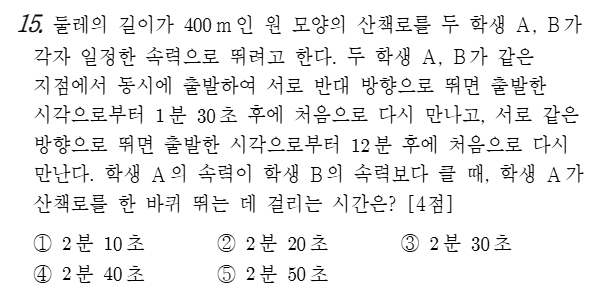 15. 둘레의 길이가 400 m인 원 모양의 산책로를 두 학생 A, B가
각자 일정한 속력으로 뛰려고 한다. 두 학생 A, B가 같은
지점에서 동시에 출발하여 서로 반대 방향으로 뛰면 출발한
시각으로부터 1분 30초 후에 처음으로 다시 만나고, 서로 같은
방향으로 뛰면 출발한 시각으로부터 12분 후에 처음으로 다시
만난다. 학생 A의 속력이 학생 B의 속력보다 클 때, 학생 A가
산책로를 한 바퀴 뛰는 데 걸리는 시간은? [4점]
① 2분 10초 ② 2분 20초 ③ 2분 30초
④ 2분 40초 ⑤ 2분 50초